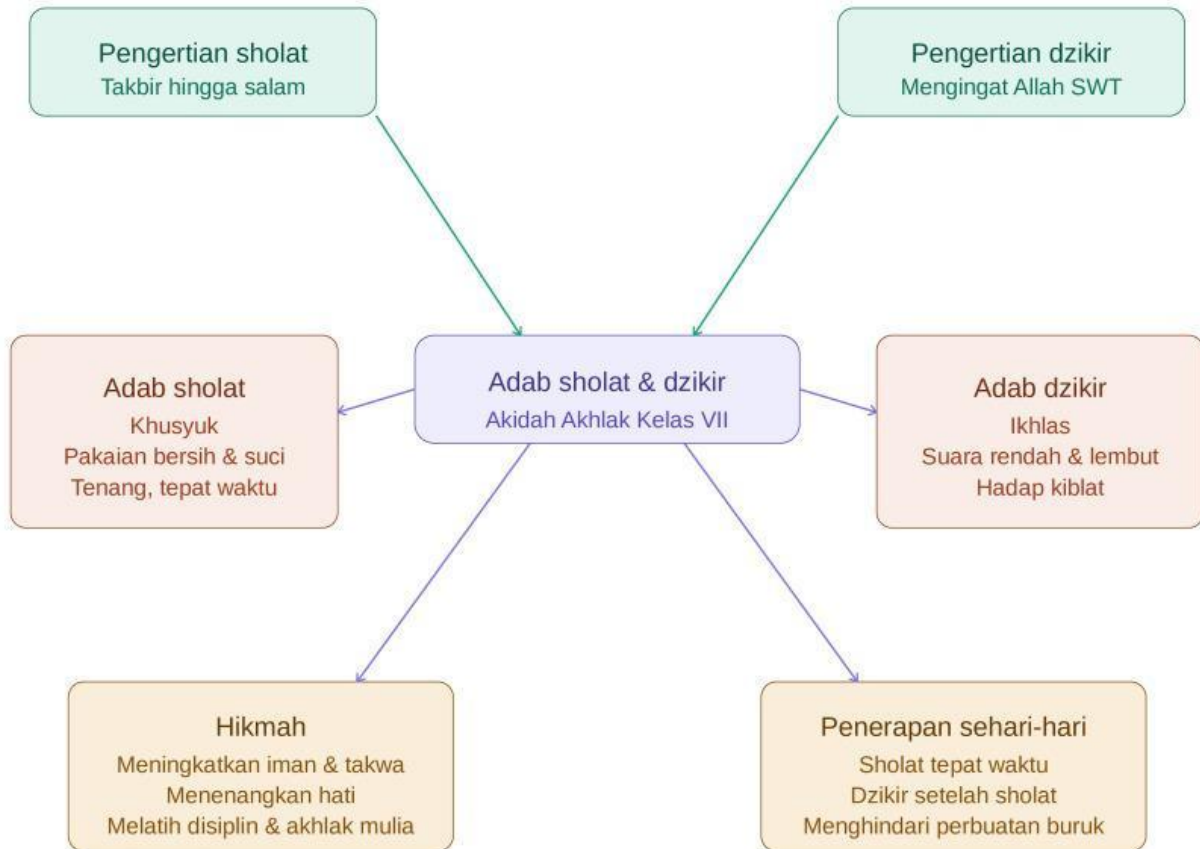 Pengertian sholat
Takbir hingga salam
Pengertian dzikir
Mengingat Allah SWT
Adab sholat
Khusyuk
Pakaian bersih & suci
Tenang, tepat waktu
Adab sholat & dzikir
Akidah Akhlak Kelas VII
Adab dzikir
Ikhlas
Suara rendah & lembut
Hadap kiblat
Hikmah
Meningkatkan iman & takwa
Menenangkan hati
Melatih disiplin & akhlak mulia
Penerapan sehari-hari
Sholat tepat waktu
Dzikir setelah sholat
Menghindari perbuatan buruk